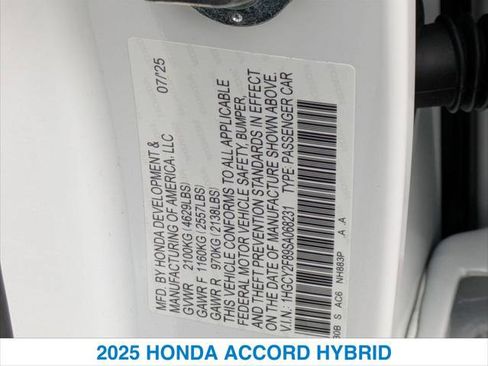 MFD. BY HONDA DEVELOPMENT &
MANUFACTURING OF AMERICA, LLC 07/'25
GVWR 2100KG (4629LBS)
GAWR F 1160KG (2557LBS)
GAWR R 970KG (2138LBS)
THIS VEHICLE CONFORMS TO ALL APPLICABLE
FEDERAL MOTOR VEHICLE SAFETY, BUMPER,
AND THEFT PREVENTION STANDARDS IN EFFECT
ON THE DATE OF MANUFACTURE SHOWN ABOVE.
V.I.N.: 1HGCY2F89SA068231 TYPE: PASSENGER CAR
S AC6 NH883P A A
2025 HONDA ACCORD HYBRID